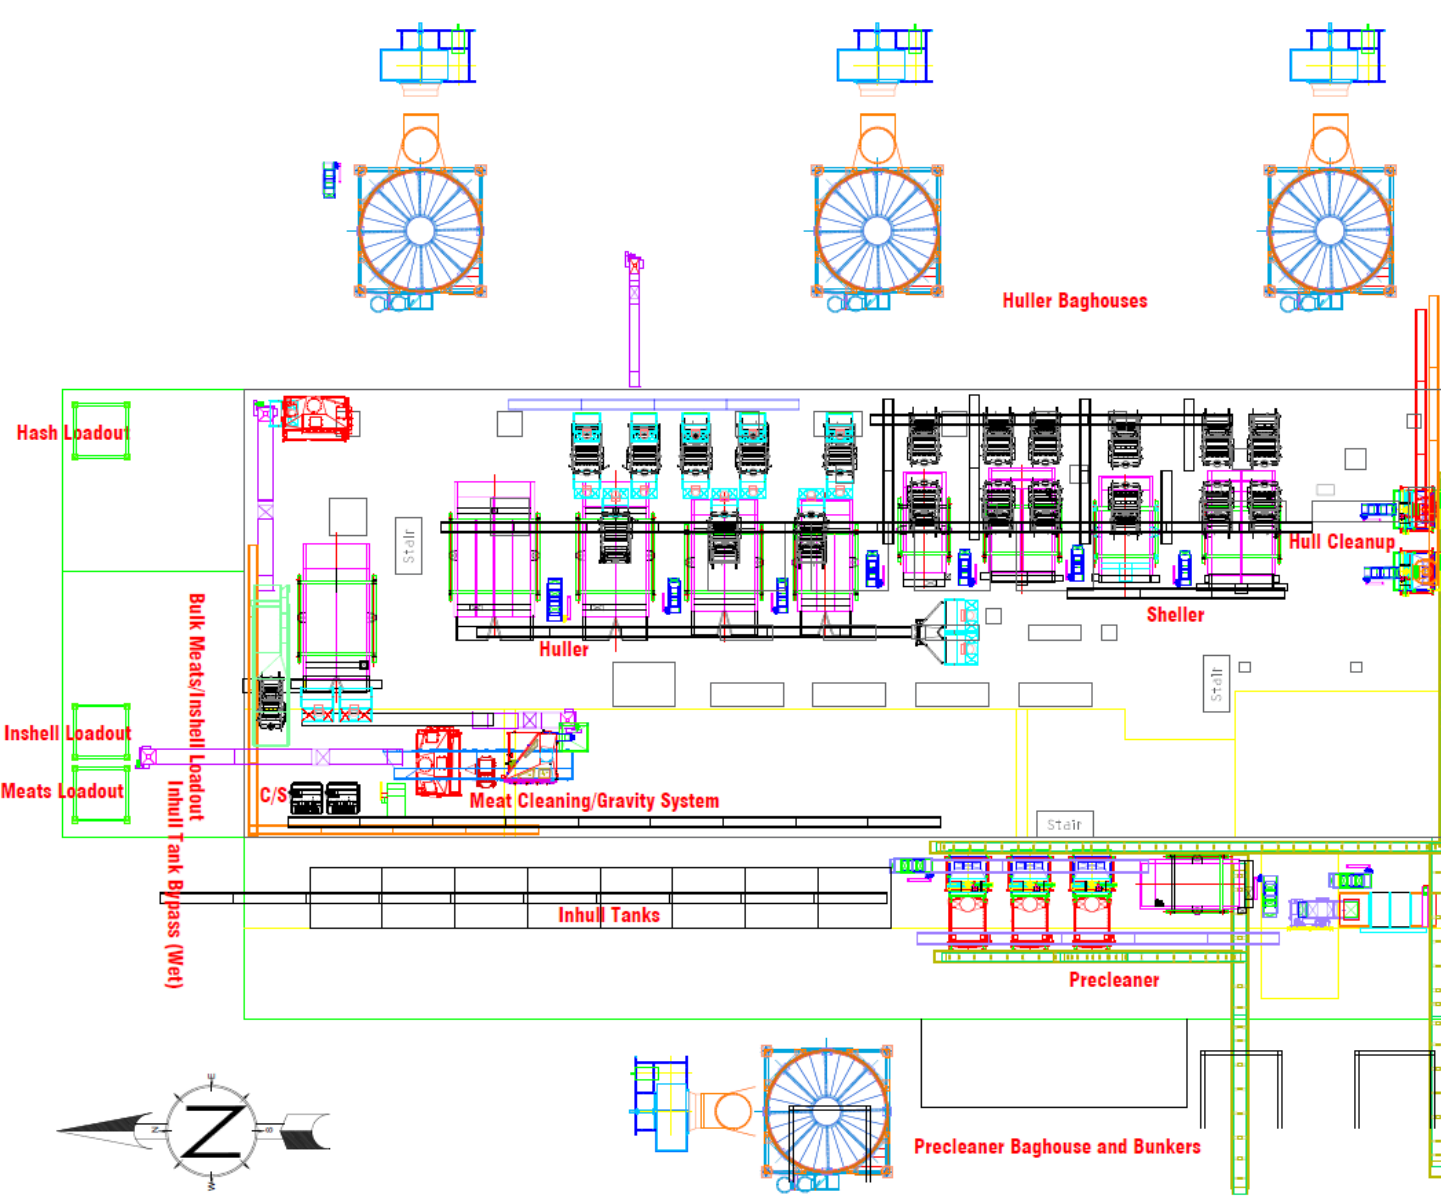 Huller Baghouses
Hash Loadout
Stair
Hull Cleanup
Sheller
Huller
Stair
Bulk Meats/Inshell Loadout
Inshell Loadout
Meats Loadout
C/S
Meat Cleaning/Gravity System
Stair
Inhull Tank Bypass (Wet)
Inhull Tanks
Precleaner
E
N
Z
S
W
Precleaner Baghouse and Bunkers